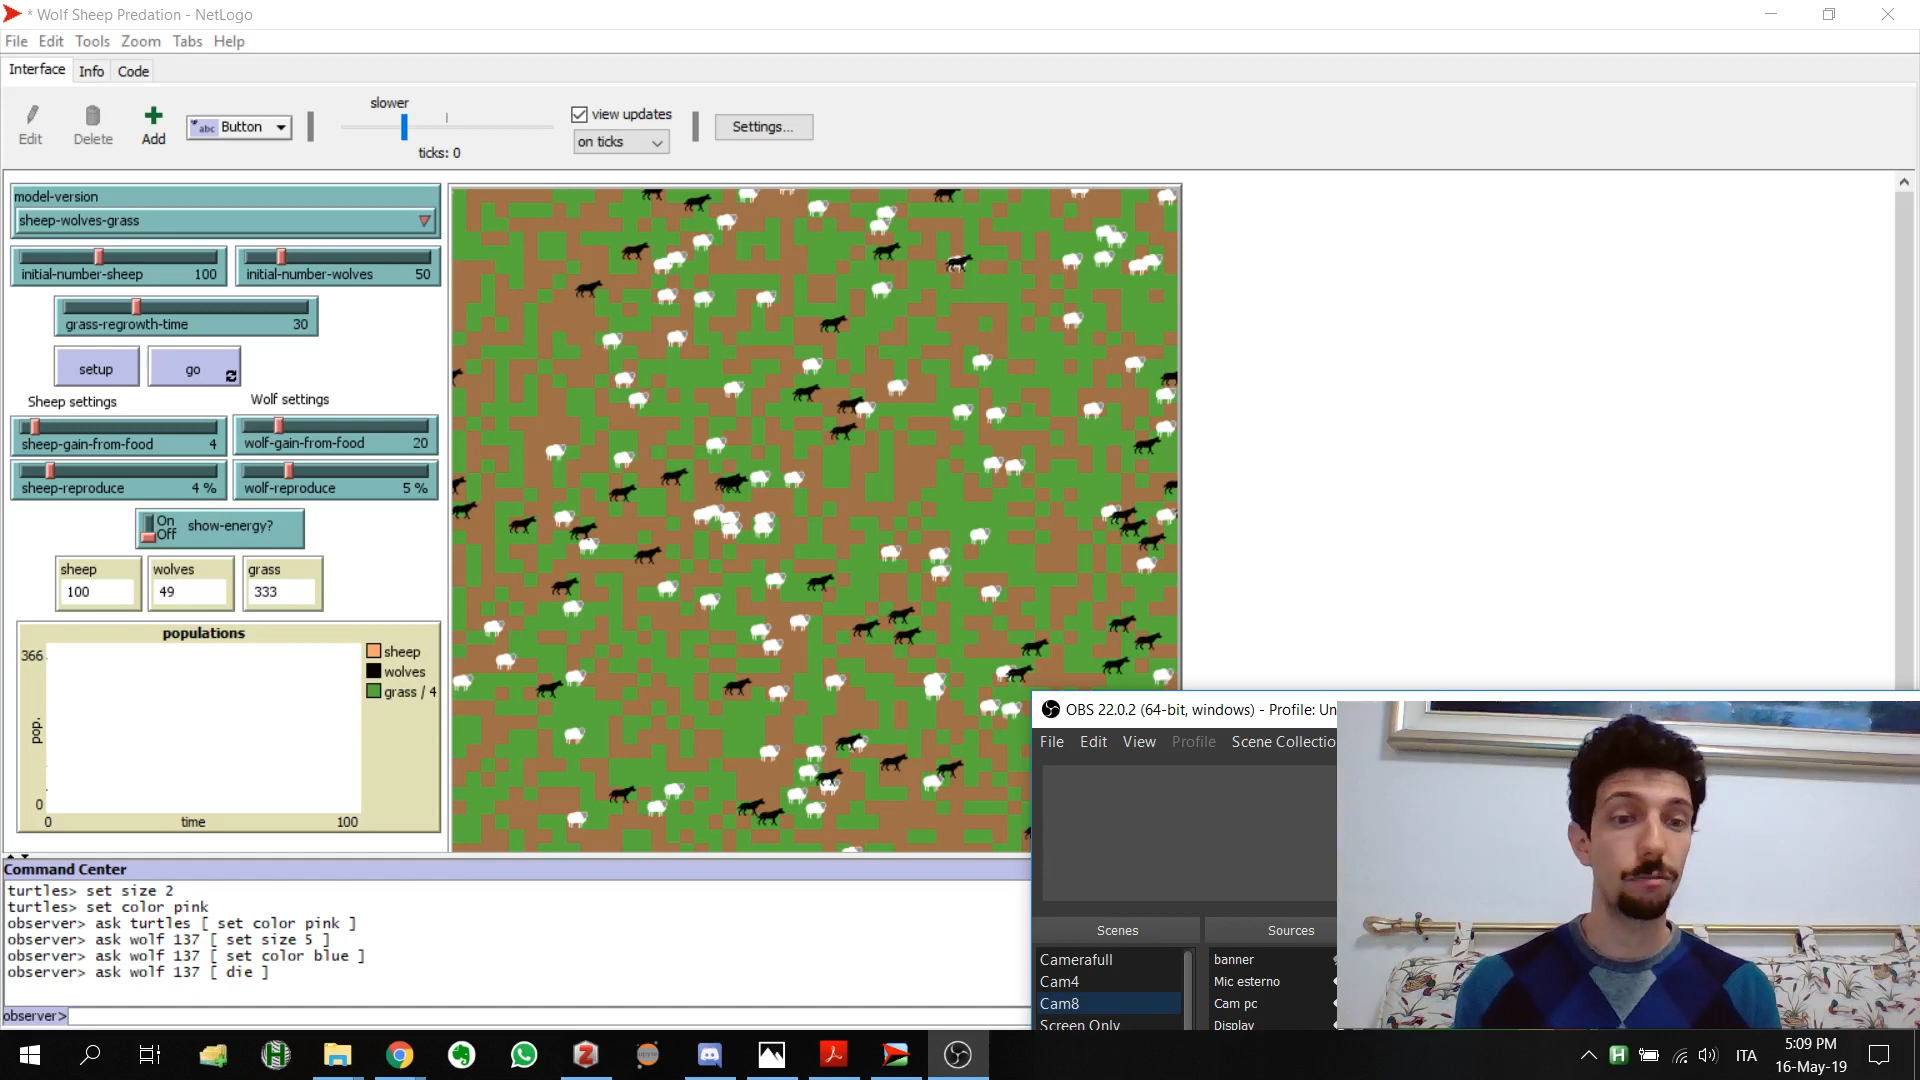 * Wolf Sheep Predation - NetLogo
File Edit Tools Zoom Tabs Help
Interface Info Code
Edit Delete Add abc Button
slower
ticks: 0
view updates
on ticks
Settings...
model-version
sheep-wolves-grass
initial-number-sheep 100
initial-number-wolves 50
grass-regrowth-time 30
setup go
Sheep settings Wolf settings
sheep-gain-from-food 4
wolf-gain-from-food 20
sheep-reproduce 4 %
wolf-reproduce 5 %
On
Off
show-energy?
sheep
100
wolves
49
grass
333
populations
366
pop.
0
0 time 100
sheep
wolves
grass / 4
Command Center
turtles> set size 2
turtles> set color pink
observer> ask turtles [ set color pink ]
observer> ask wolf 137 [ set size 5 ]
observer> ask wolf 137 [ set color blue ]
observer> ask wolf 137 [ die ]
observer>
OBS 22.0.2 (64-bit, windows) - Profile: Un
File Edit View Profile Scene Collectio
Scenes
Camerafull
Cam4
Cam8
Screen Only
Sources
banner
Mic esterno
Cam pc
Display
ITA
5:09 PM
16-May-19